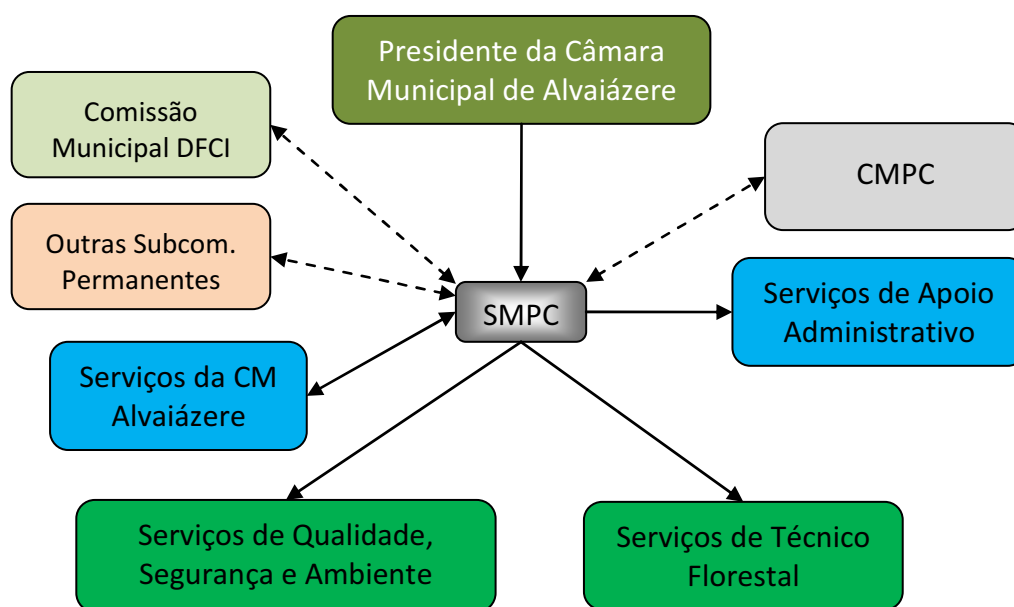 Presidente da Câmara
Municipal de Alvaiázere
Comissão
Municipal DFCI
CMPC
Outras Subcom.
Permanentes
SMPC
Serviços de Apoio
Administrativo
Serviços da CM
Alvaiázere
Serviços de Qualidade,
Segurança e Ambiente
Serviços de Técnico
Florestal